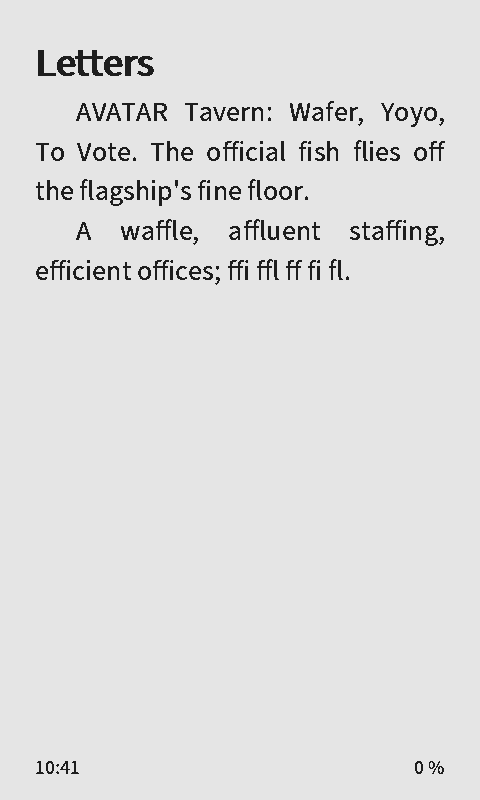 Letters
AVATAR Tavern: Wafer, Yoyo,
To Vote. The official fish flies off
the flagship's fine floor.
A waffle, affluent staffing,
efficient offices; ffi ffl ff fi fl.
10:41
0 %